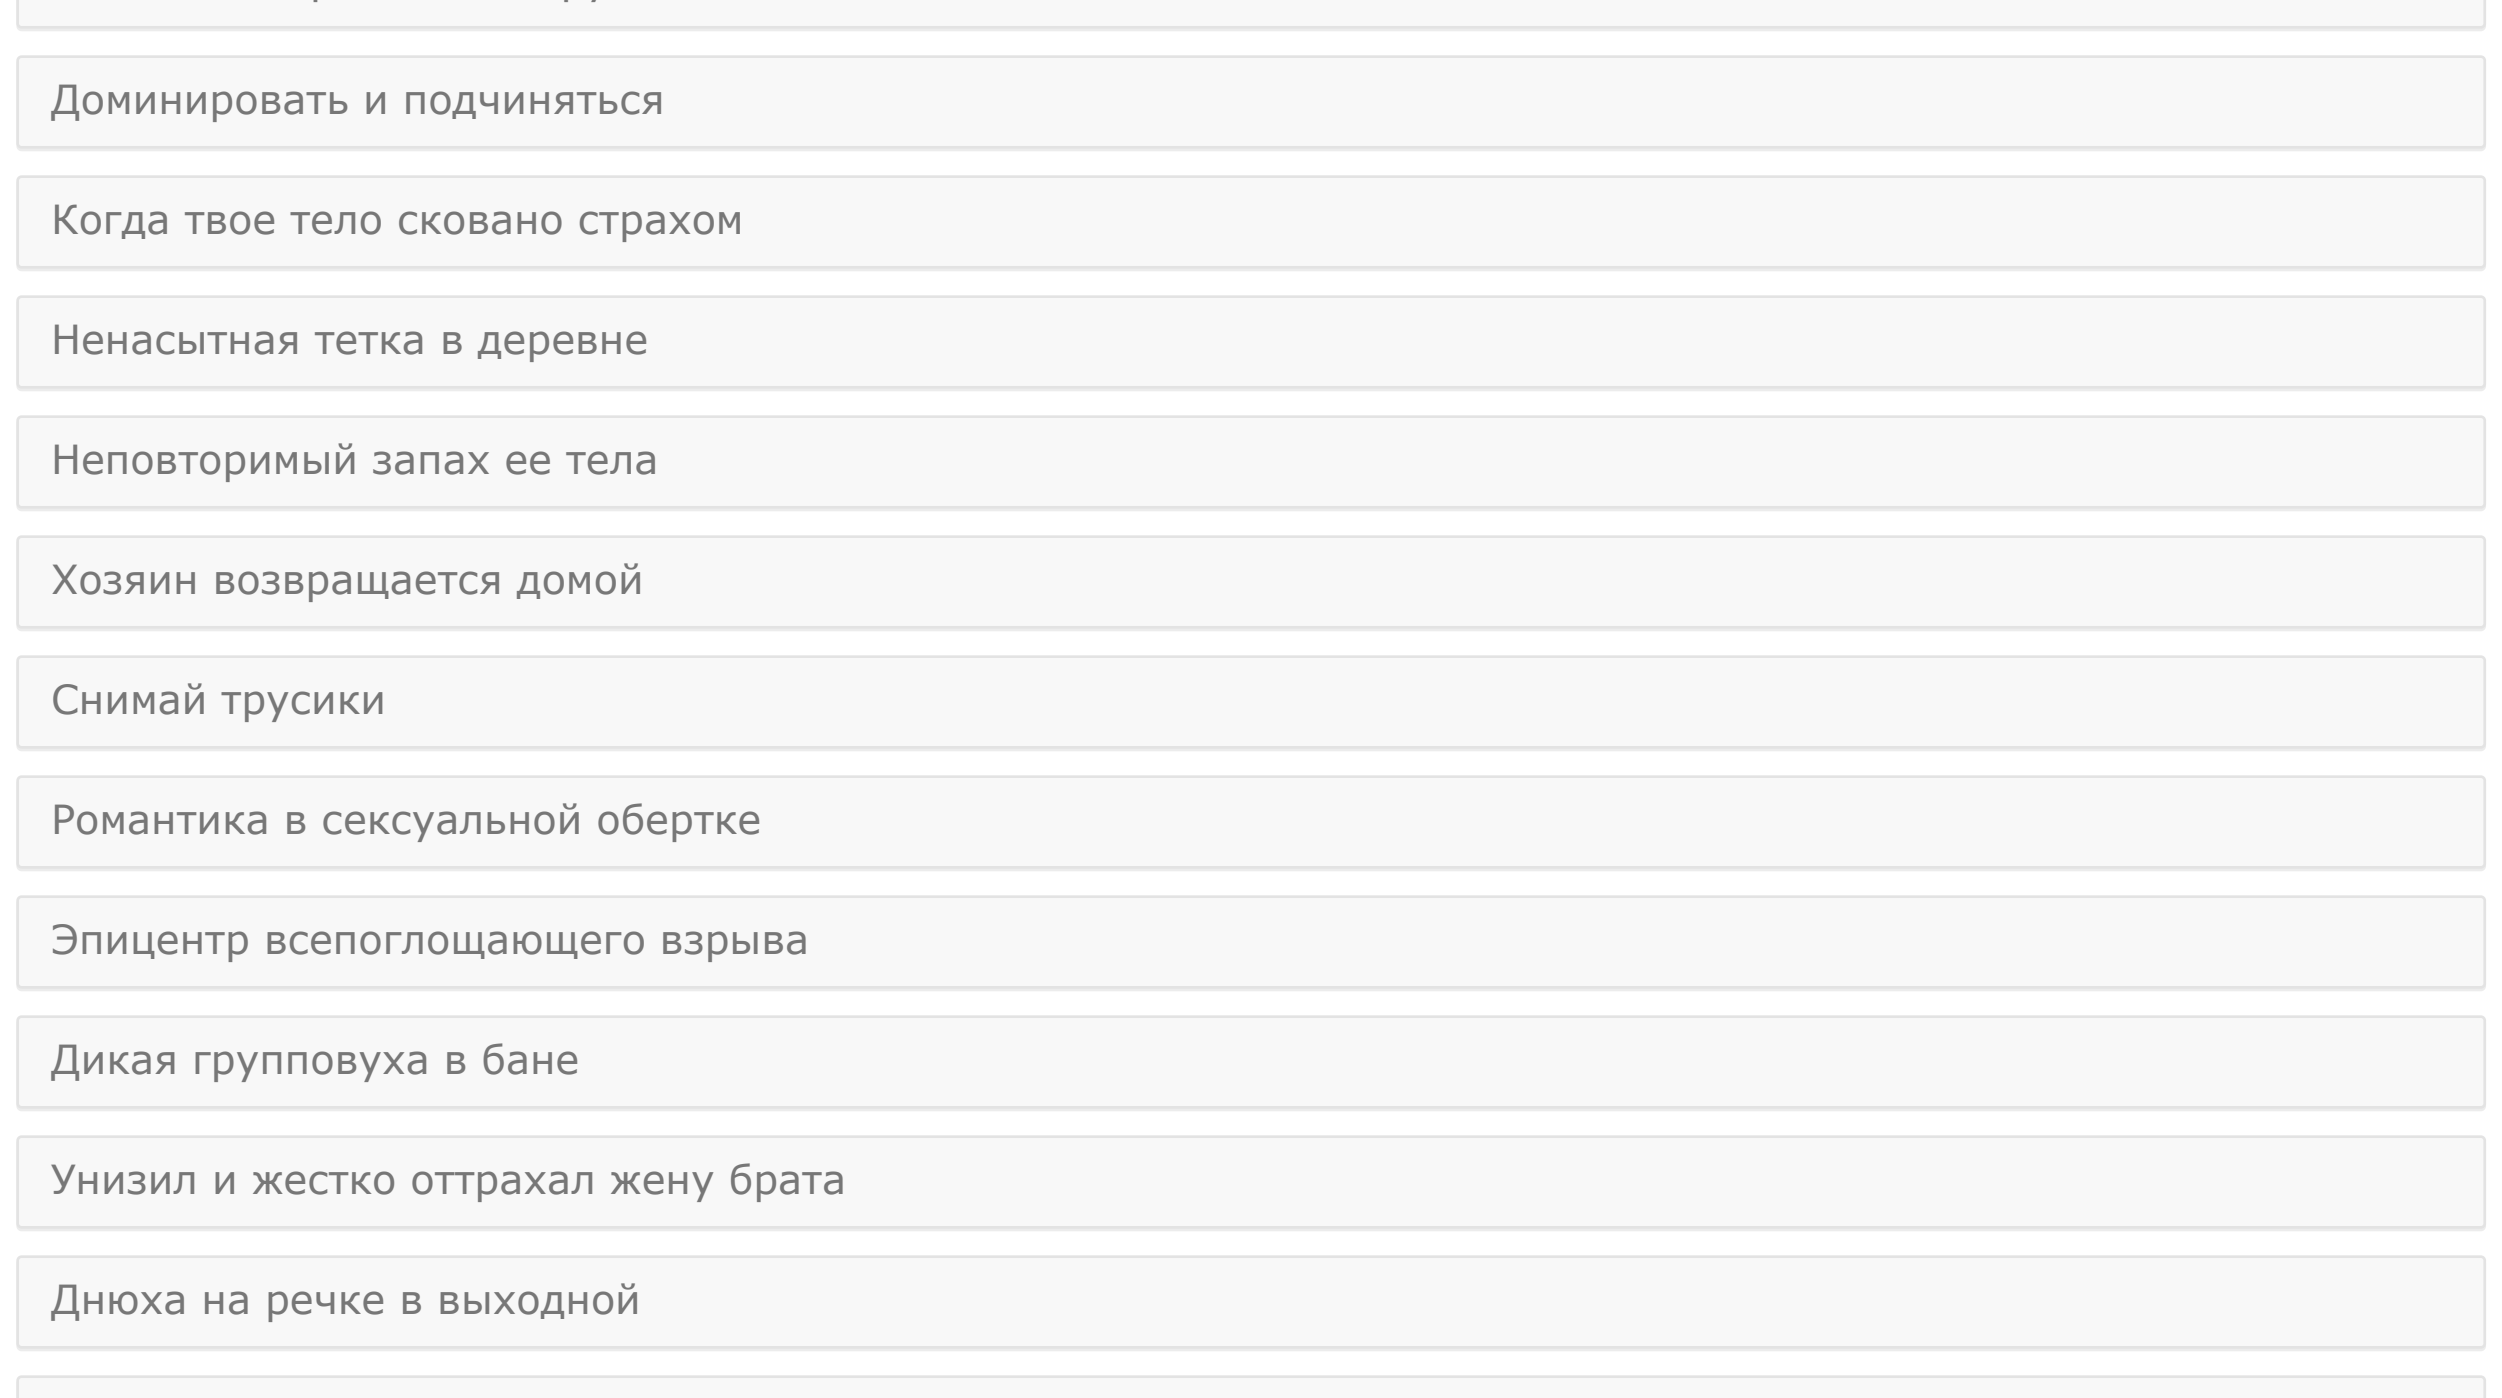 Доминировать и подчиняться
Когда твое тело сковано страхом
Ненасытная тетка в деревне
Неповторимый запах ее тела
Хозяин возвращается домой
Снимай трусики
Романтика в сексуальной обертке
Эпицентр всепоглощающего взрыва
Дикая групповуха в бане
Унизил и жестко оттрахал жену брата
Днюха на речке в выходной